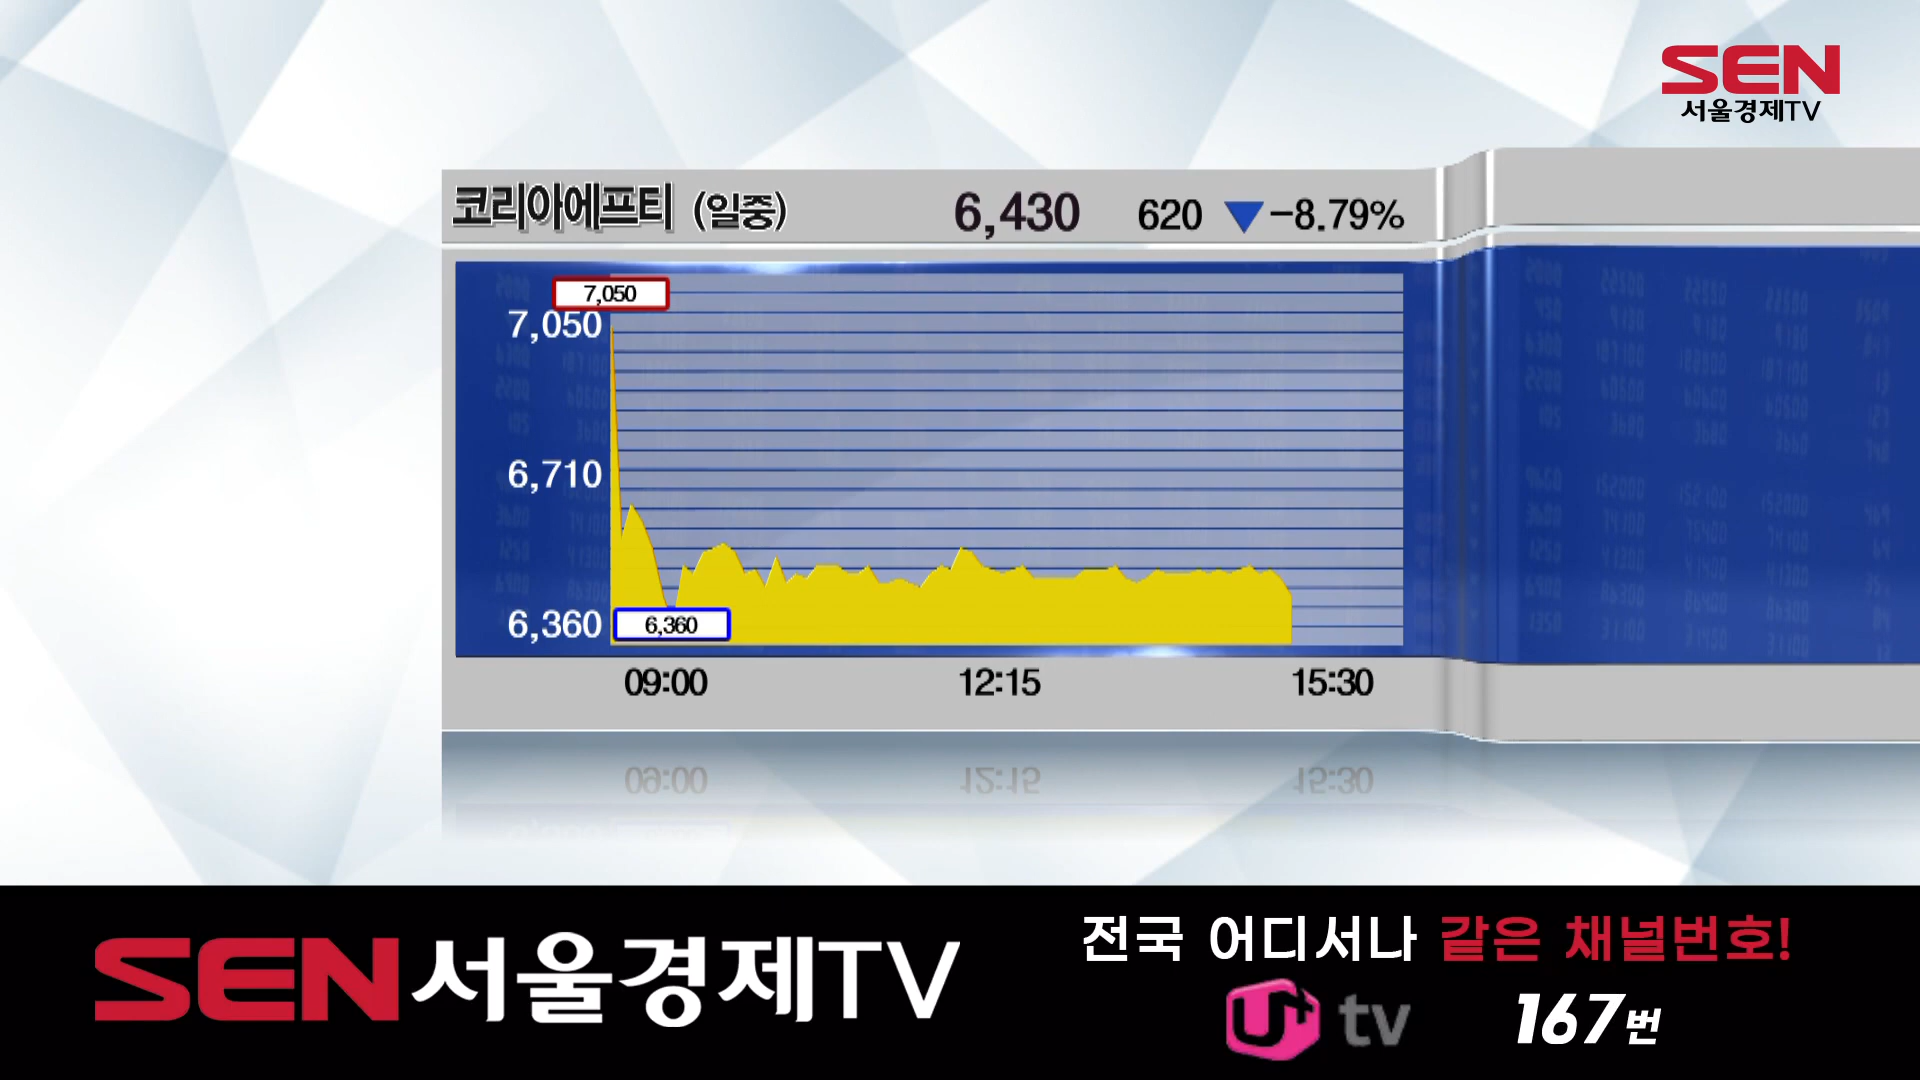 SEN
서울경제TV
코리아에프티 (일중) 6,430 620 ▼-8.79%
7,050
7,050
6,710
6,360
6,360
09:00 12:15 15:30
SEN서울경제TV
전국 어디서나 같은 채널번호!
U+ tv 167번